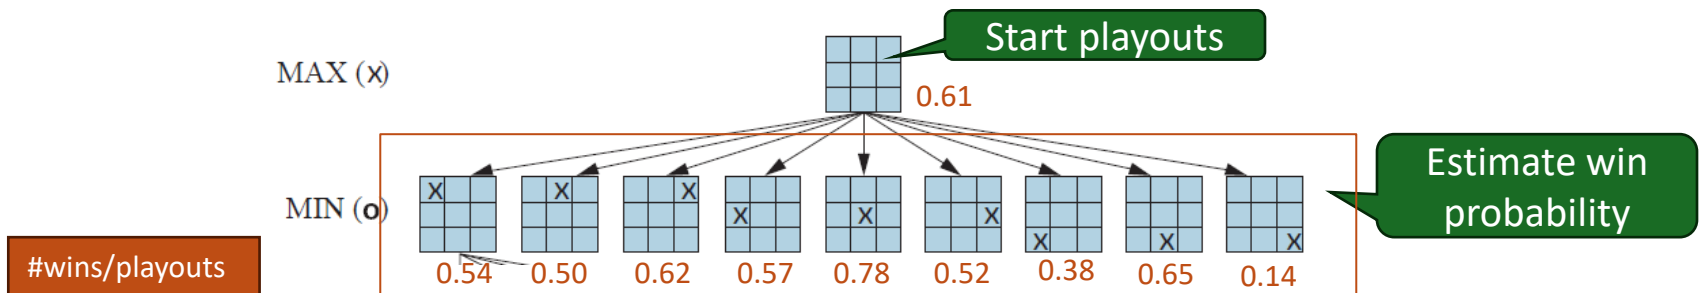 Start playouts
MAX (x)
0.61
Estimate win
probability
X X X X X X X X X
MIN (o)
#wins/playouts
0.54 0.50 0.62 0.57 0.78 0.52 0.38 0.65 0.14